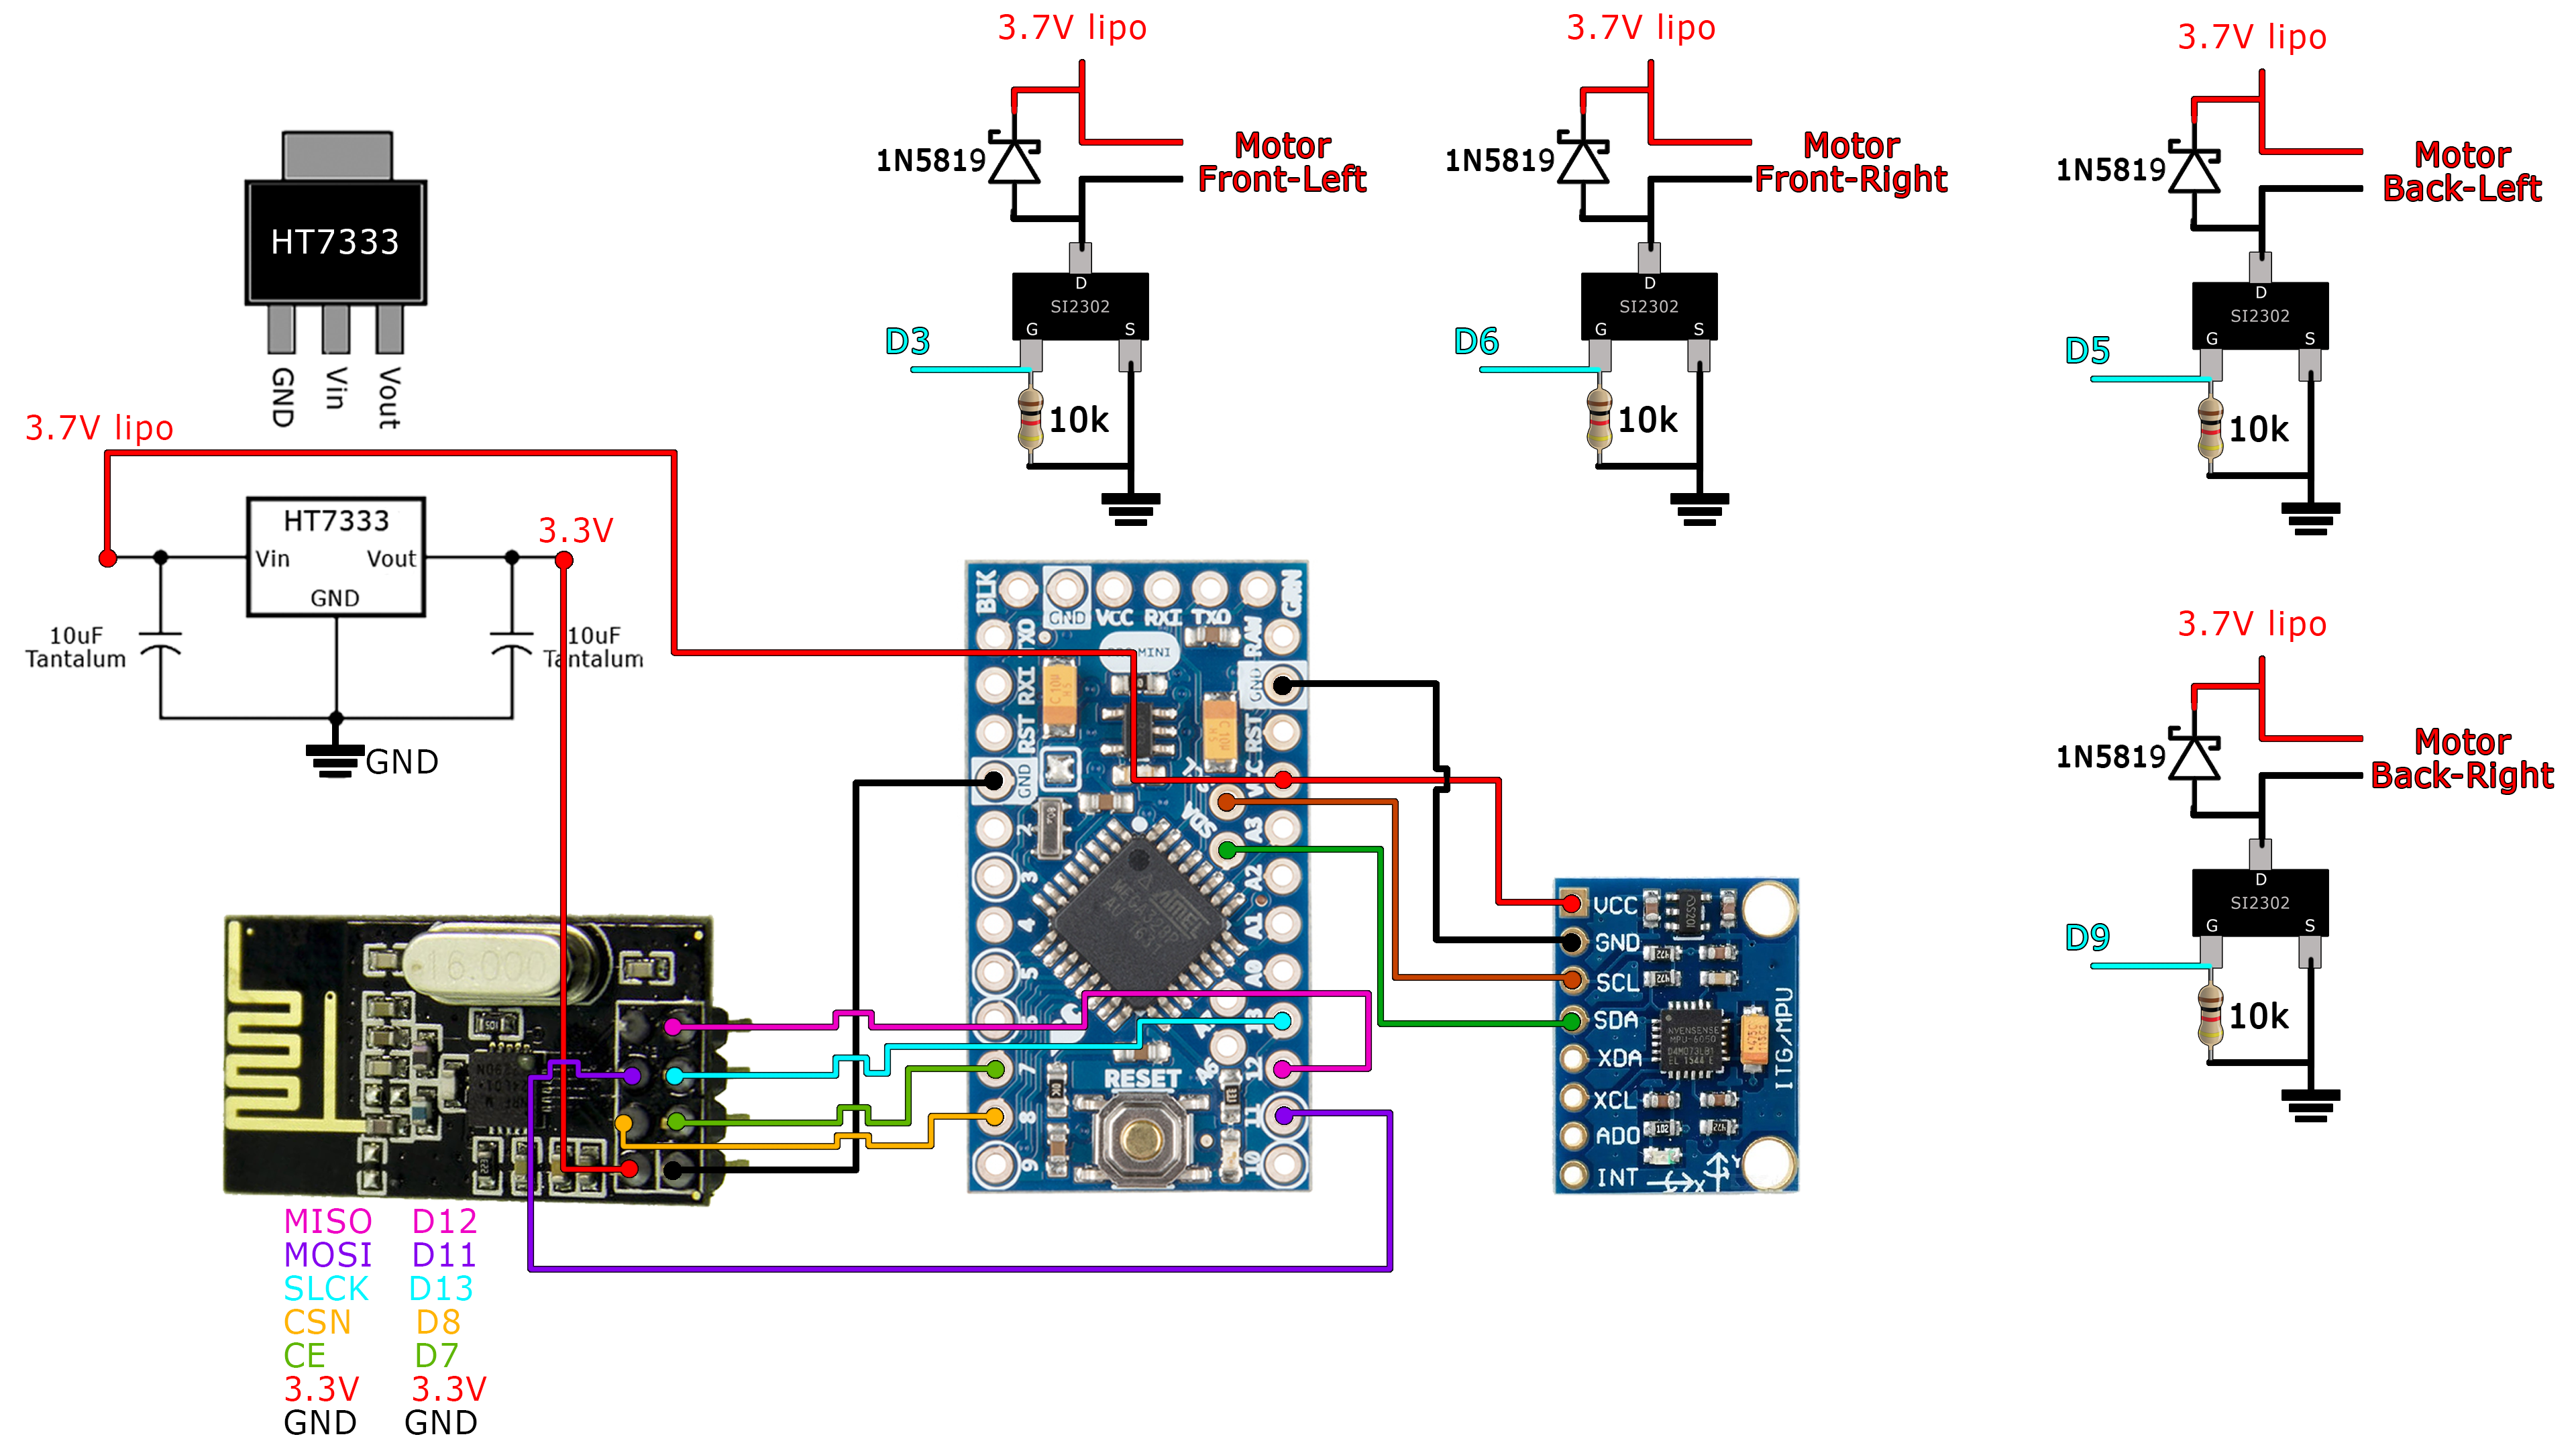 3.7V lipo
1N5819
Motor
Front-Left
D
SI2302
G
S
D3
10k
3.7V lipo
1N5819
Motor
Front-Right
D
SI2302
G
S
D6
10k
3.7V lipo
1N5819
Motor
Back-Left
D
SI2302
G
S
D5
10k
HT7333
GND
Vin
Vout
3.7V lipo
HT7333
Vin
Vout
GND
3.3V
10uF
Tantalum
10uF
Tantalum
GND
BLK
GND
VCC
RXI
TXO
GRN
TXO
RXI
RST
GND
2
3
4
5
7
8
9
RAW
GND
RST
SDA
A3
A2
A1
A0
13
12
11
10
MINI
RESET
ATMEL
16.000
VCC
GND
SCL
SDA
XDA
XCL
ADO
INT
ITG/MPU
MPU-6050
3.7V lipo
1N5819
Motor
Back-Right
D
SI2302
G
S
D9
10k
MISO D12
MOSI D11
SLCK D13
CSN D8
CE D7
3.3V 3.3V
GND GND